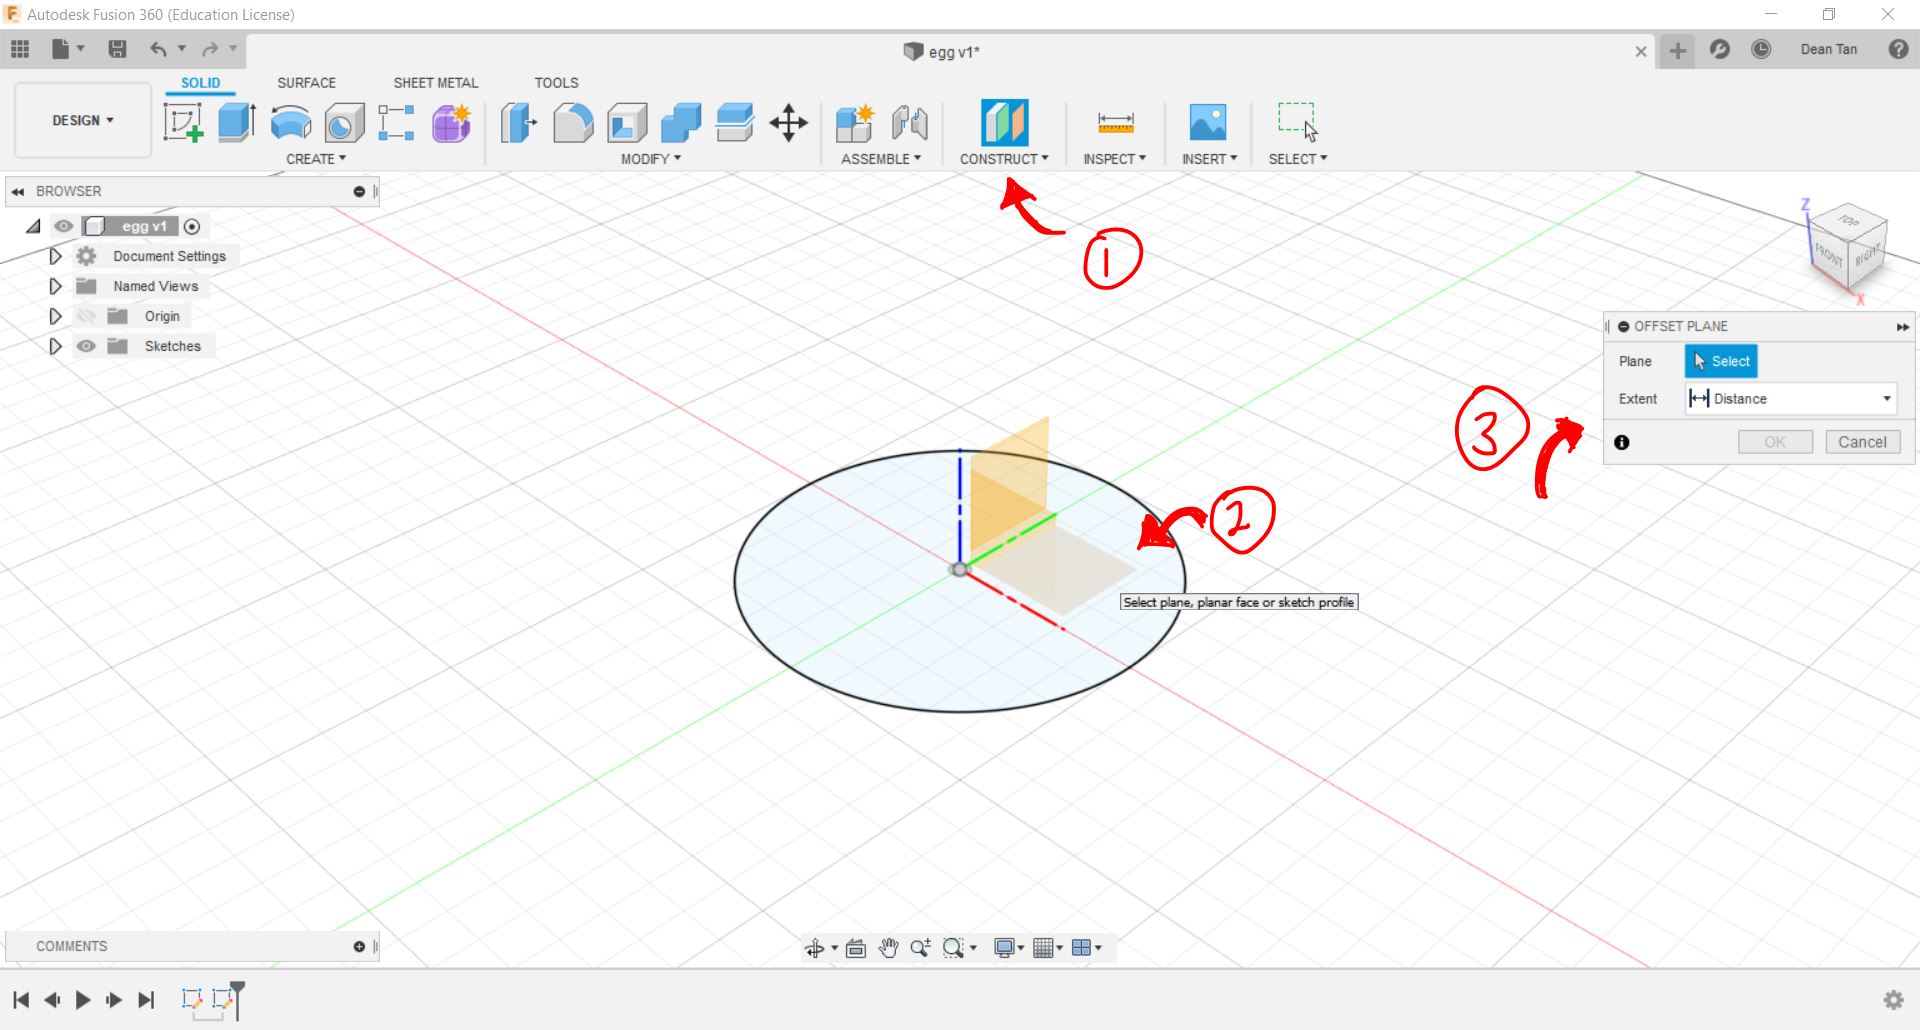 Autodesk Fusion 360 (Education License)
egg v1*
Dean Tan
SOLID SURFACE SHEET METAL TOOLS
DESIGN
CREATE MODIFY ASSEMBLE CONSTRUCT INSPECT INSERT SELECT
BROWSER
egg v1
Document Settings
Named Views
Origin
Sketches
1
Z
TOP
FRONT RIGHT
X
OFFSET PLANE
Plane Select
Extent Distance
OK Cancel
3
2
Select plane, planar face or sketch profile
COMMENTS